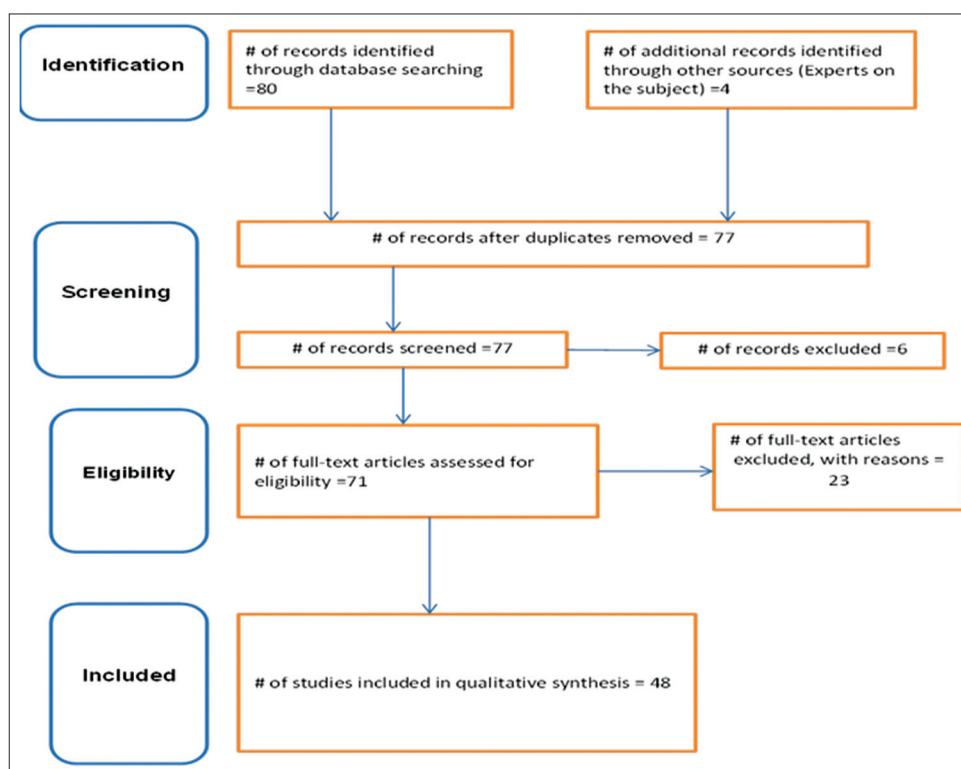 Identification
# of records identified
through database searching
=80
# of additional records identified
through other sources (Experts on
the subject) =4
Screening
# of records after duplicates removed = 77
# of records screened =77
# of records excluded =6
Eligibility
# of full-text articles assessed for
eligibility =71
# of full-text articles
excluded, with reasons =
23
Included
# of studies included in qualitative synthesis = 48